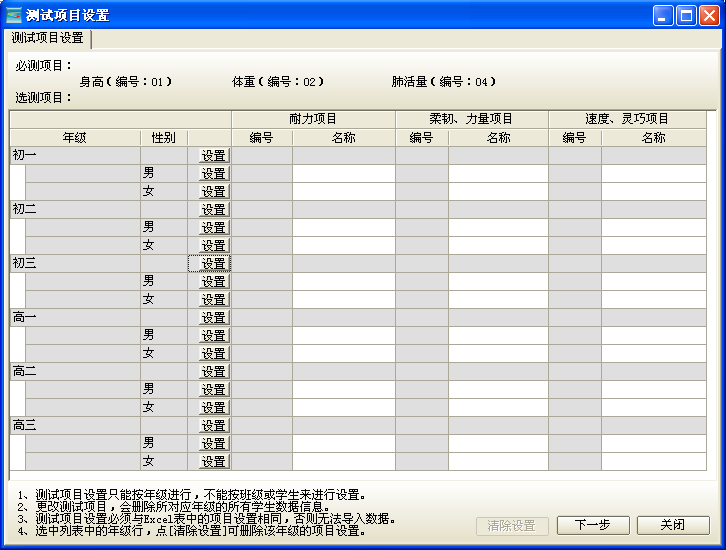 测试项目设置
测试项目设置
必测项目：
身高(编号：01) 体重(编号：02) 肺活量(编号：04)
选测项目：
耐力项目 柔韧、力量项目 速度、灵巧项目
年级 性别 编号 名称 编号 名称 编号 名称
初一 设置
男 设置
女 设置
初二 设置
男 设置
女 设置
初三 设置
男 设置
女 设置
高一 设置
男 设置
女 设置
高二 设置
男 设置
女 设置
高三 设置
男 设置
女 设置
1、测试项目设置只能按年级进行，不能按班级或学生来进行设置。
2、更改测试项目，会删除所对应年级的所有学生数据信息。
3、测试项目设置必须与Excel表中的项目设置相同，否则无法导入数据。
4、选中列表中的年级行，点[清除设置]可删除该年级的项目设置。
清除设置 下一步 关闭